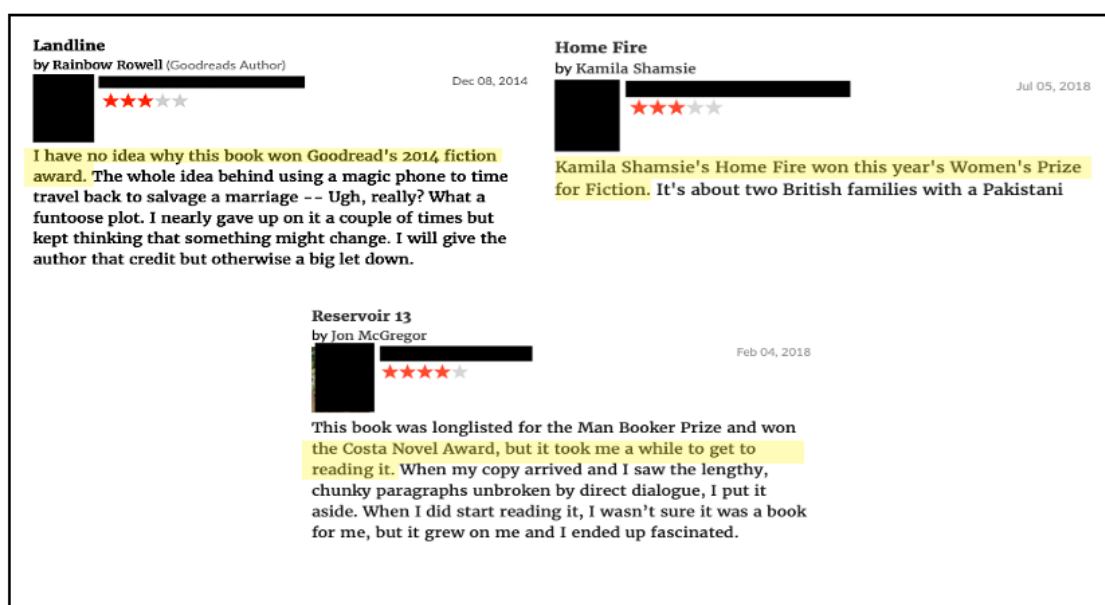 Landline
by Rainbow Rowell (Goodreads Author)
Dec 08, 2014
I have no idea why this book won Goodread's 2014 fiction
award. The whole idea behind using a magic phone to time
travel back to salvage a marriage -- Ugh, really? What a
funtoose plot. I nearly gave up on it a couple of times but
kept thinking that something might change. I will give the
author that credit but otherwise a big let down.
Home Fire
by Kamila Shamsie
Jul 05, 2018
Kamila Shamsie's Home Fire won this year's Women's Prize
for Fiction. It's about two British families with a Pakistani
Reservoir 13
by Jon McGregor
Feb 04, 2018
This book was longlisted for the Man Booker Prize and won
the Costa Novel Award, but it took me a while to get to
reading it. When my copy arrived and I saw the lengthy,
chunky paragraphs unbroken by direct dialogue, I put it
aside. When I did start reading it, I wasn't sure it was a book
for me, but it grew on me and I ended up fascinated.